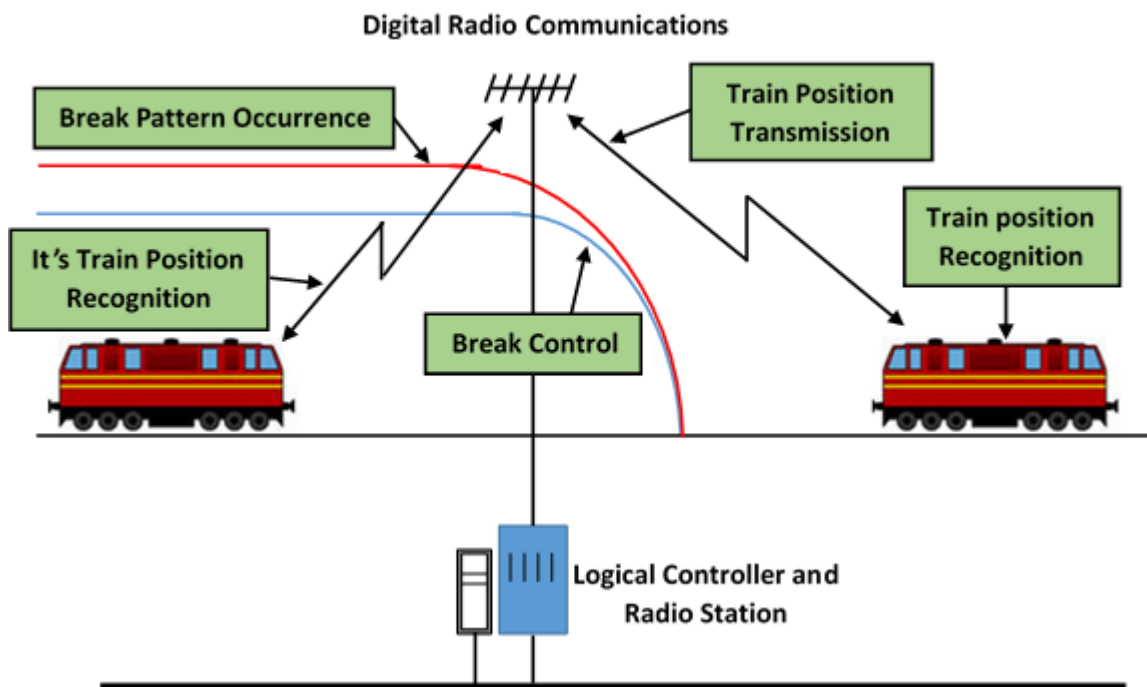 Digital Radio Communications
Break Pattern Occurrence
Train Position
Transmission
It's Train Position
Recognition
Train position
Recognition
Break Control
Logical Controller and
Radio Station